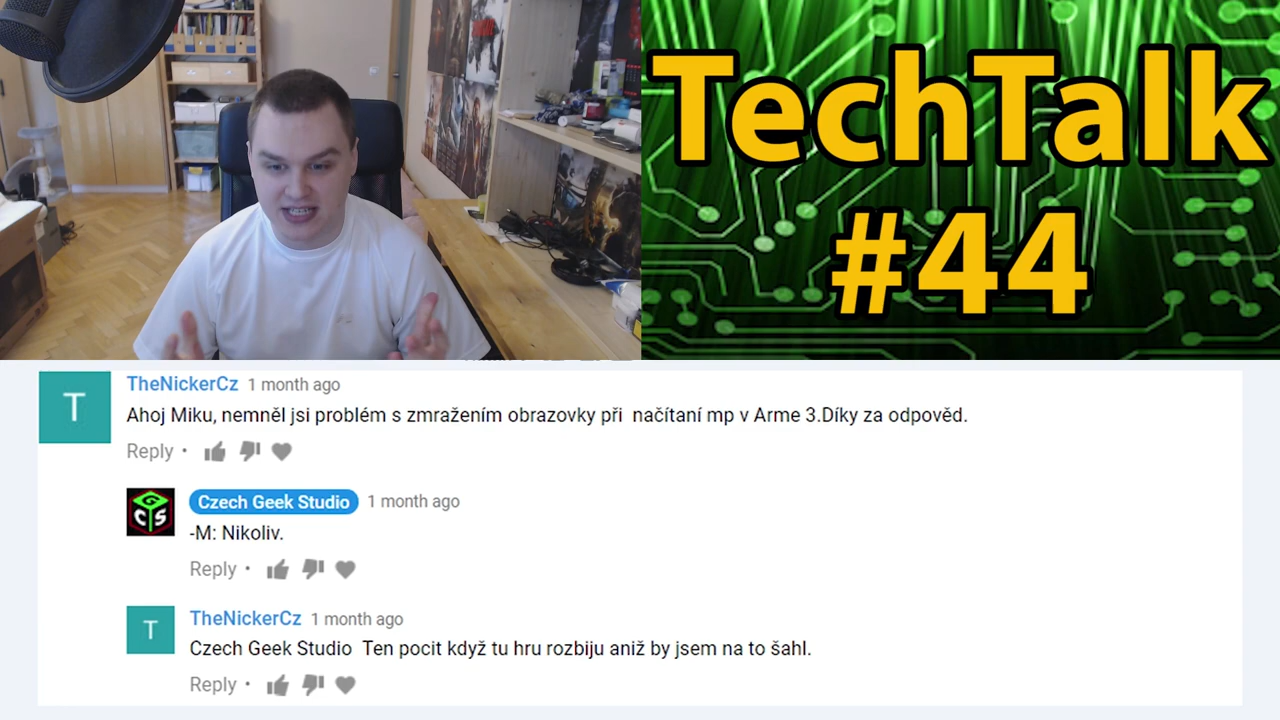 TechTalk
#44
TheNickerCz 1 month ago
Ahoj Miku, nemněl jsi problém s zmražením obrazovky při načítaní mp v Arme 3.Díky za odpověd.
Reply •
Czech Geek Studio 1 month ago
-M: Nikoliv.
Reply •
TheNickerCz 1 month ago
Czech Geek Studio Ten pocit když tu hru rozbiju aniž by jsem na to šahl.
Reply •